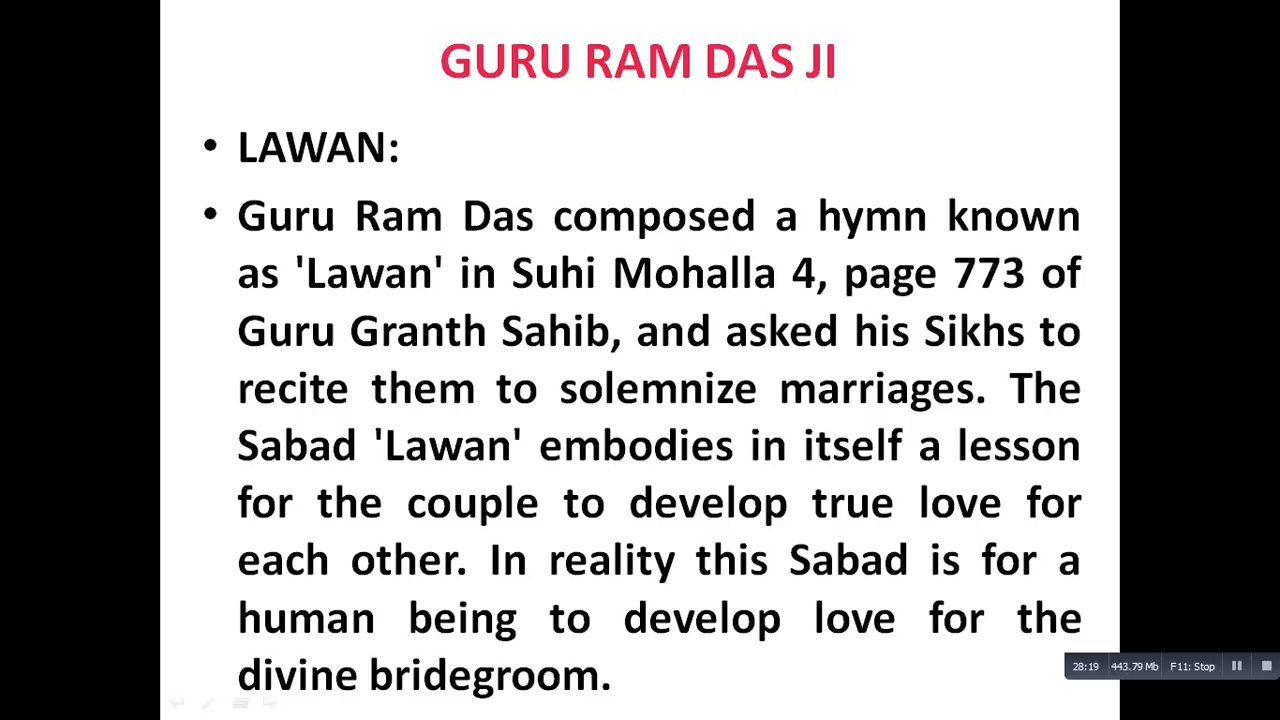 GURU RAM DAS JI
• LAWAN:
• Guru Ram Das composed a hymn known
as 'Lawan' in Suhi Mohalla 4, page 773 of
Guru Granth Sahib, and asked his Sikhs to
recite them to solemnize marriages. The
Sabad 'Lawan' embodies in itself a lesson
for the couple to develop true love for
each other. In reality this Sabad is for a
human being to develop love for the
divine bridegroom.
28:19 443.79 Mb F11: Stop